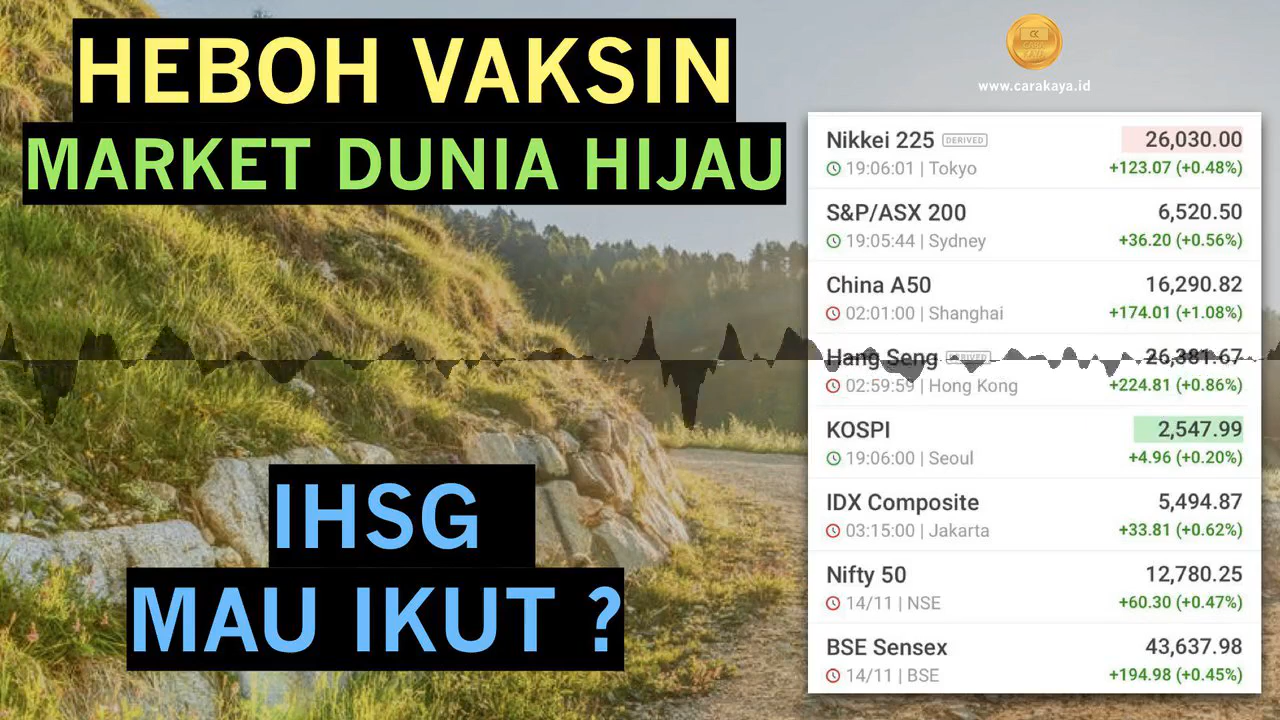 HEBOH VAKSIN
MARKET DUNIA HIJAU
IHSG
MAU IKUT ?
www.carakaya.id
Nikkei 225 DERIVED 26,030.00
19:06:01 | Tokyo +123.07 (+0.48%)
S&P/ASX 200 6,520.50
19:05:44 | Sydney +36.20 (+0.56%)
China A50 16,290.82
02:01:00 | Shanghai +174.01 (+1.08%)
Hang Seng DERIVED 26,381.67
02:59:59 | Hong Kong +224.81 (+0.86%)
KOSPI 2,547.99
19:06:00 | Seoul +4.96 (+0.20%)
IDX Composite 5,494.87
03:15:00 | Jakarta +33.81 (+0.62%)
Nifty 50 12,780.25
14/11 | NSE +60.30 (+0.47%)
BSE Sensex 43,637.98
14/11 | BSE +194.98 (+0.45%)